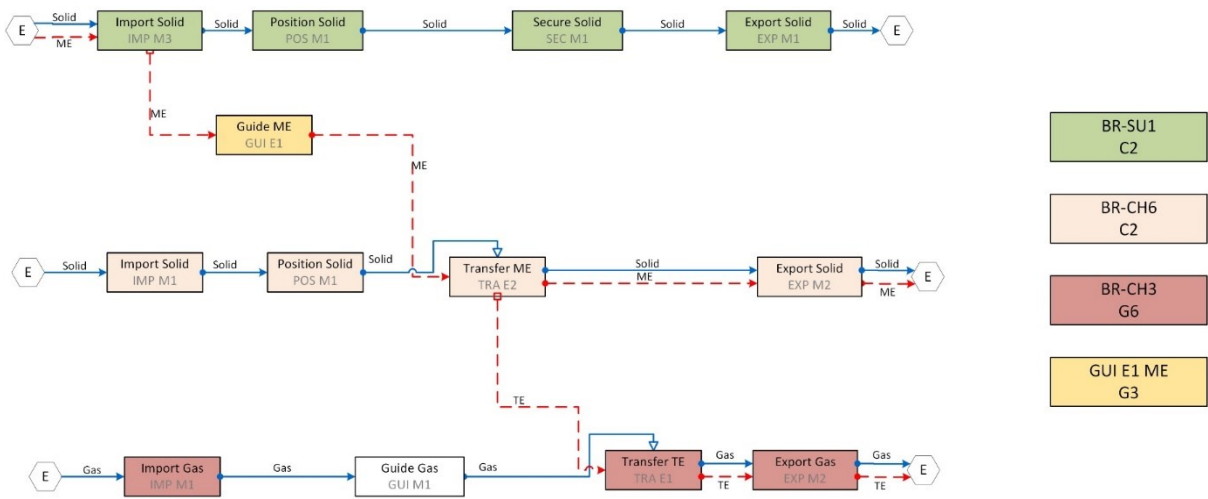 Solid
ME
E
Import Solid
IMP M3
Solid
Position Solid
POS M1
Solid
Secure Solid
SEC M1
Solid
Export Solid
EXP M1
Solid
E
ME
Guide ME
GUI E1
ME
E
Solid
Import Solid
IMP M1
Solid
Position Solid
POS M1
Solid
Transfer ME
TRA E2
Solid
ME
Export Solid
EXP M2
Solid
ME
E
TE
E
Gas
Import Gas
IMP M1
Gas
Guide Gas
GUI M1
Gas
Transfer TE
TRA E1
Gas
TE
Export Gas
EXP M2
Gas
TE
E
BR-SU1
C2
BR-CH6
C2
BR-CH3
G6
GUI E1 ME
G3